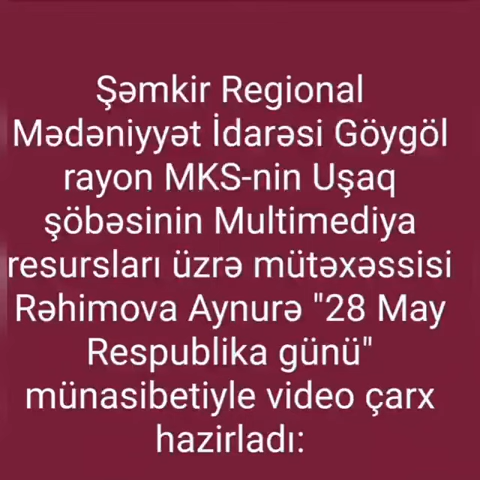 Şəmkir Regional
Mədəniyyət İdarəsi Göygöl
rayon MKS-nin Uşaq
şöbəsinin Multimediya
resursları üzrə mütəxəssisi
Rəhimova Aynurə "28 May
Respublika günü"
münasibetiyle video çarx
hazirladı: